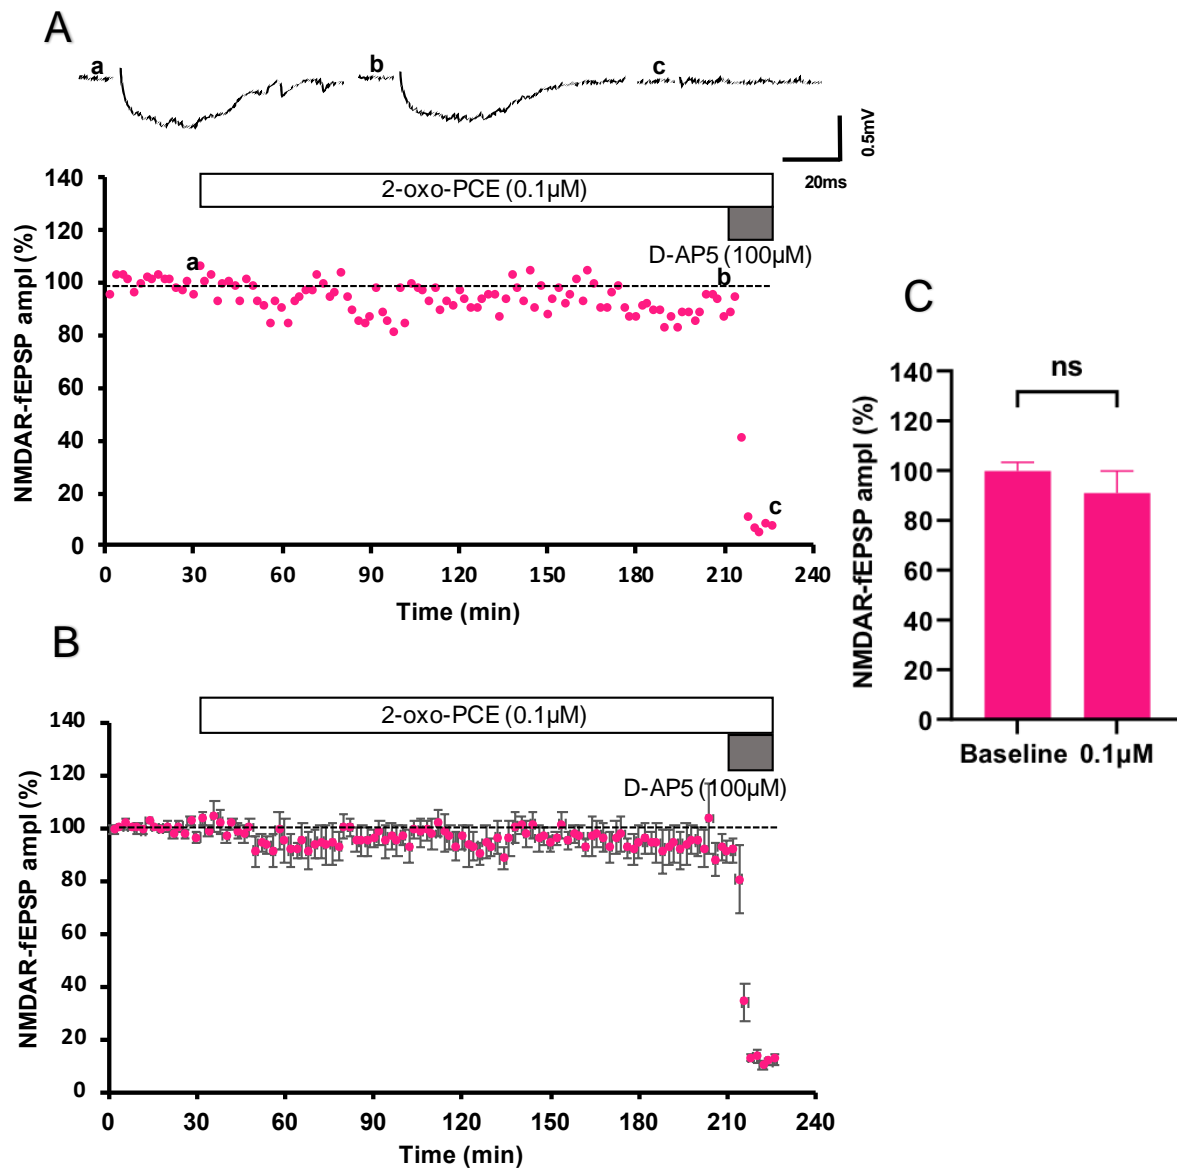 A
a
b
c
0.5mV
20ms
140
120
100
80
60
40
20
0
NMDAR-fEPSP ampl (%)
2-oxo-PCE (0.1µM)
D-AP5 (100µM)
a
b
c
0 30 60 90 120 150 180 210 240
Time (min)
B
140
120
100
80
60
40
20
0
NMDAR-fEPSP ampl (%)
2-oxo-PCE (0.1µM)
D-AP5 (100µM)
0 30 60 90 120 150 180 210 240
Time (min)
C
140
120
100
80
60
40
20
0
NMDAR-fEPSP ampl (%)
ns
Baseline 0.1µM